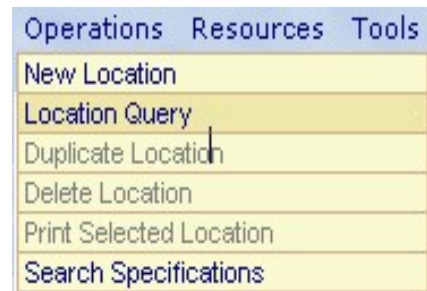 Operations Resources Tools
New Location
Location Query
Duplicate Location
Delete Location
Print Selected Location
Search Specifications